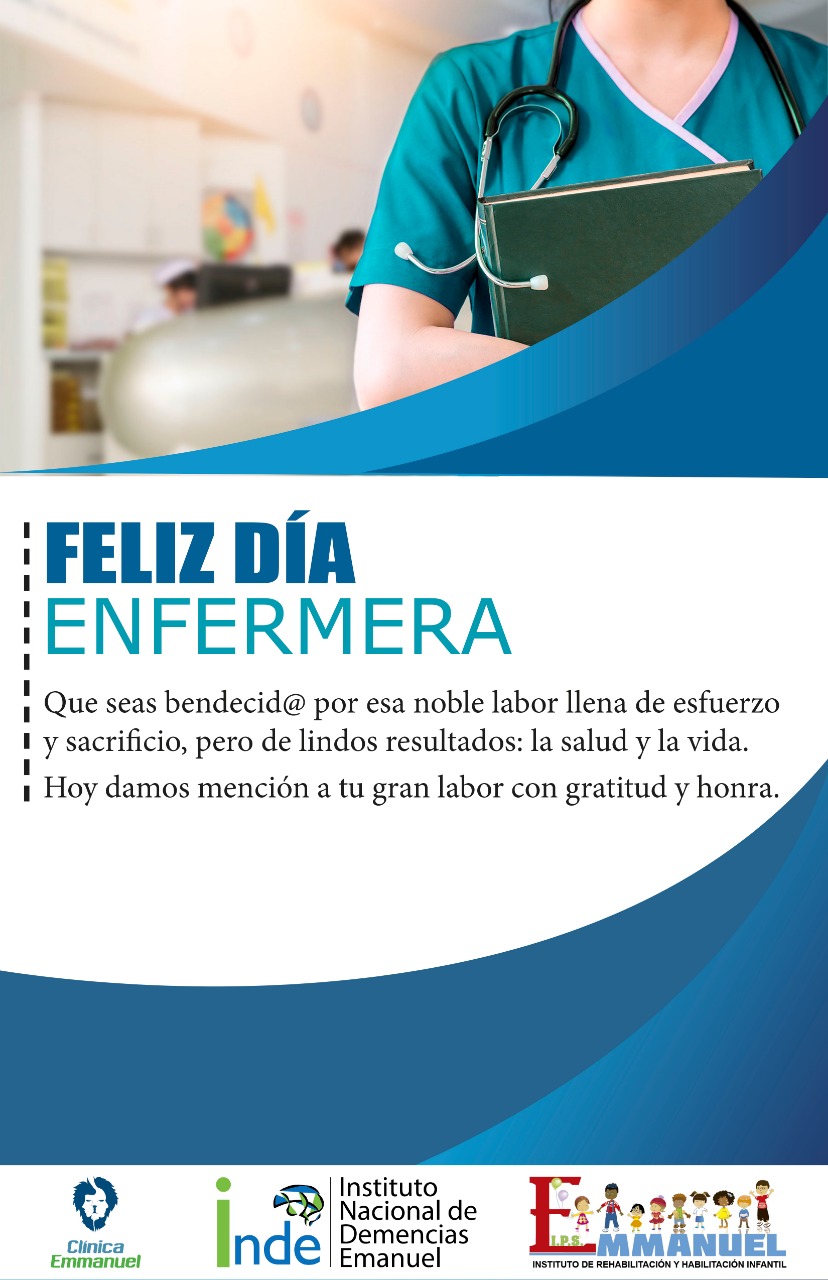 FELIZ DÍA
ENFERMERA
Que seas bendecid@ por esa noble labor llena de esfuerzo
y sacrificio, pero de lindos resultados: la salud y la vida.
Hoy damos mención a tu gran labor con gratitud y honra.
Clínica
Emmanuel
inde
Instituto
Nacional de
Demencias
Emanuel
I.P.S.
EMMANUEL
INSTITUTO DE REHABILITACIÓN Y HABILITACIÓN INFANTIL